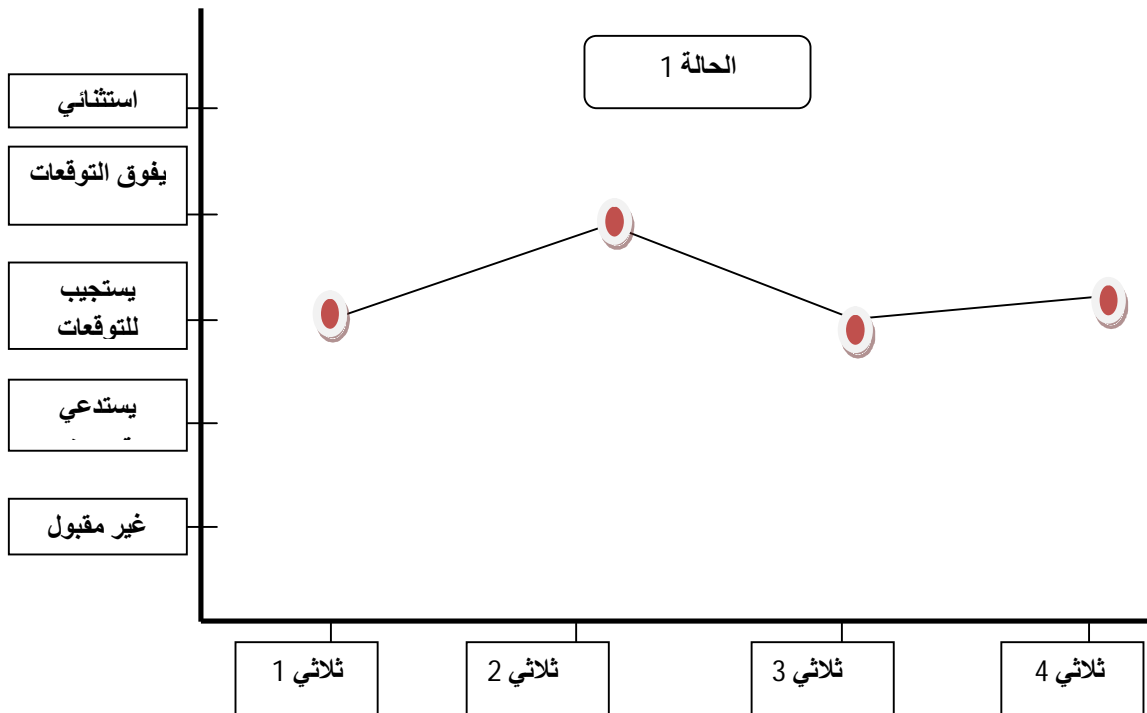 الحالة 1
استثنائي
يفوق التوقعات
يستجيب
للتوقعات
يستدعي
غير مقبول
ثلاثي 1
ثلاثي 2
ثلاثي 3
ثلاثي 4